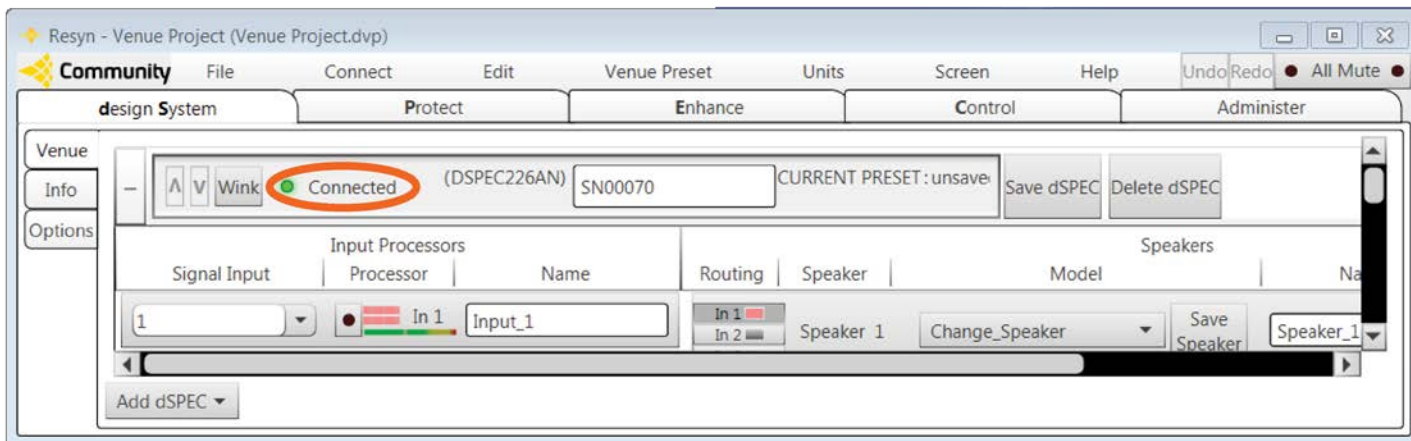 Resyn - Venue Project (Venue Project.dvp)
Community File Connect Edit Venue Preset Units Screen Help Undo Redo All Mute
design System Protect Enhance Control Administer
Venue
Info
Options
- Λ V Wink Connected (DSPEC226AN) SN00070 CURRENT PRESET: unsave Save dSPEC Delete dSPEC
Input Processors Speakers
Signal Input Processor Name Routing Speaker Model Na
1 In 1 Input_1 In 1 Speaker 1 Change_Speaker Save Speaker Speaker_1
In 2
Add dSPEC